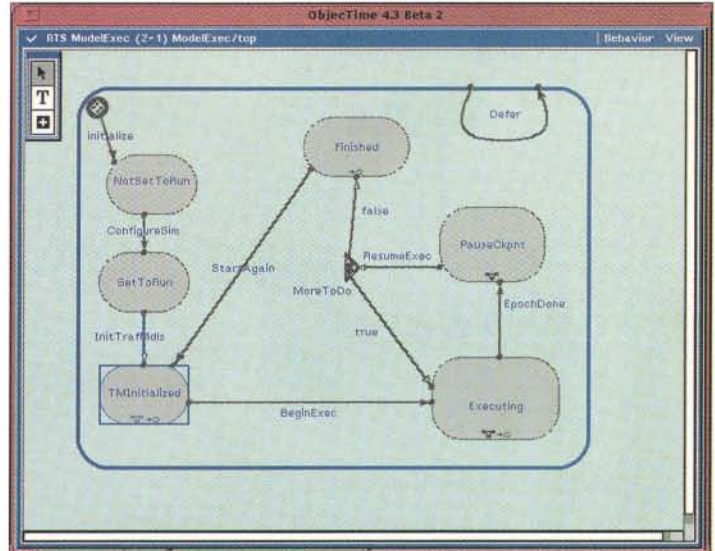 ObjecTime 4.3 Beta 2
RTS ModelExec (2-1) ModelExec/top
Behavior View
T
initialize
Defer
Finished
NotSetToRun
false
ConfigureSim
ResumeExec
PauseCkpnt
SetToRun
StartAgain
MoreToDo
EpochDone
InitTrafMdls
true
TMInitialized
BeginExec
Executing